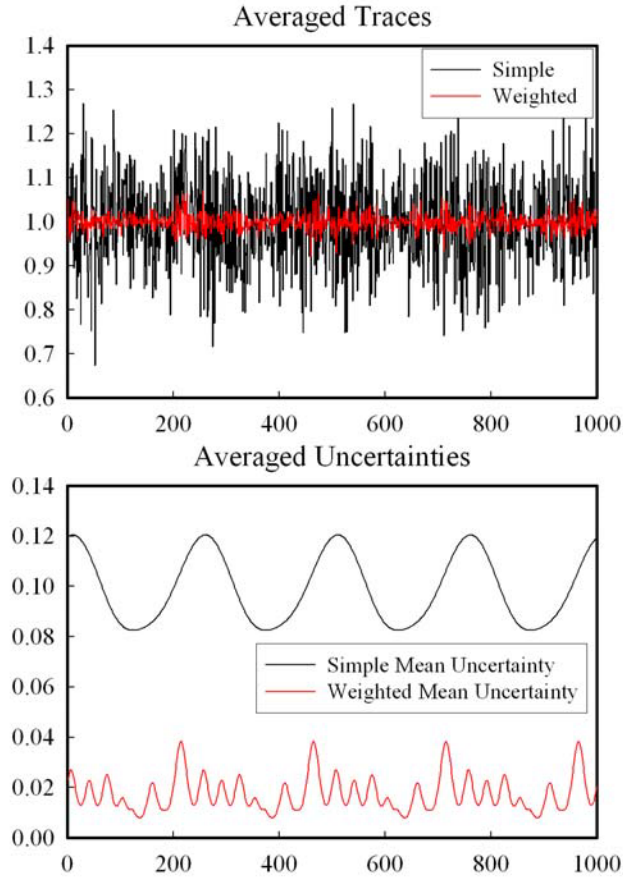 Averaged Traces
1.4
1.3
1.2
1.1
1.0
0.9
0.8
0.7
0.6
Simple
Weighted
0 200 400 600 800 1000
Averaged Uncertainties
0.14
0.12
0.10
0.08
0.06
0.04
0.02
0.00
Simple Mean Uncertainty
Weighted Mean Uncertainty
0 200 400 600 800 1000